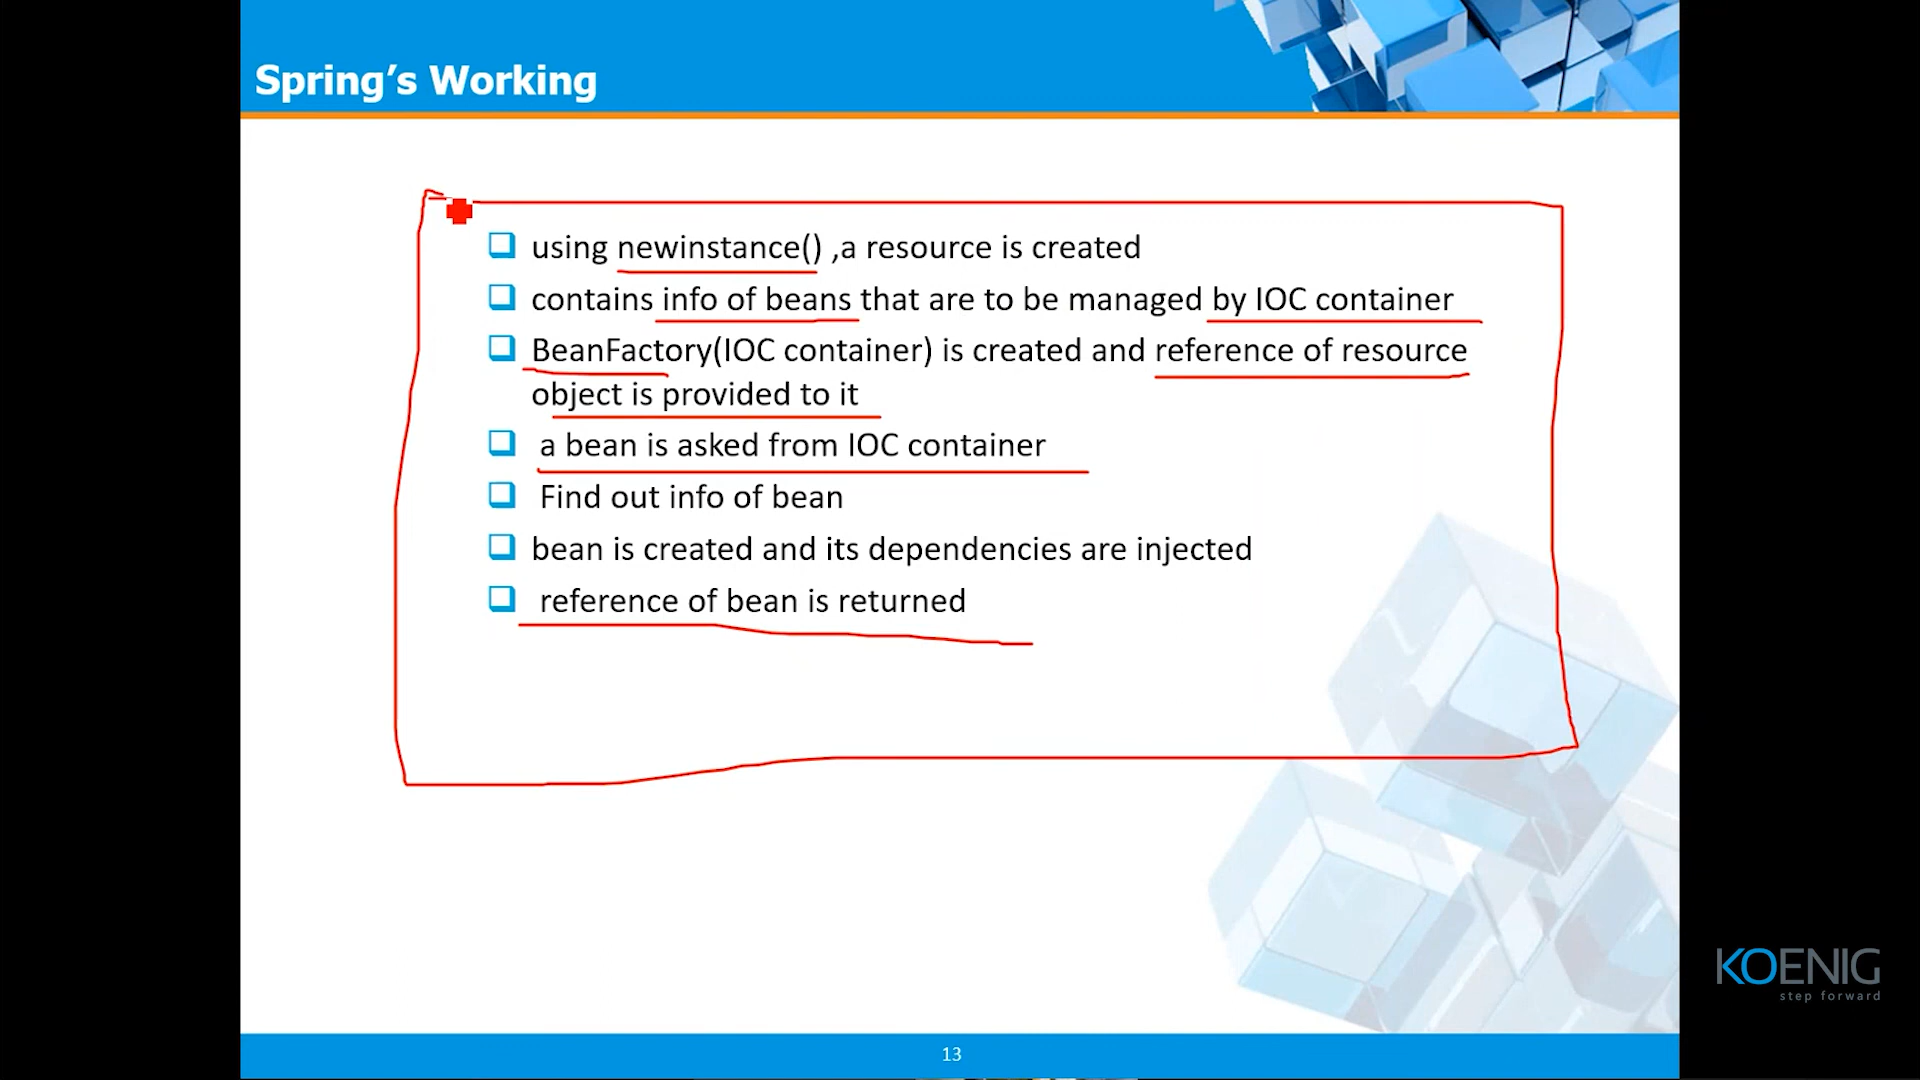 Spring’s Working
using newinstance() ,a resource is created
contains info of beans that are to be managed by IOC container
BeanFactory(IOC container) is created and reference of resource
object is provided to it
a bean is asked from IOC container
Find out info of bean
bean is created and its dependencies are injected
reference of bean is returned
KOENIG
step forward
13